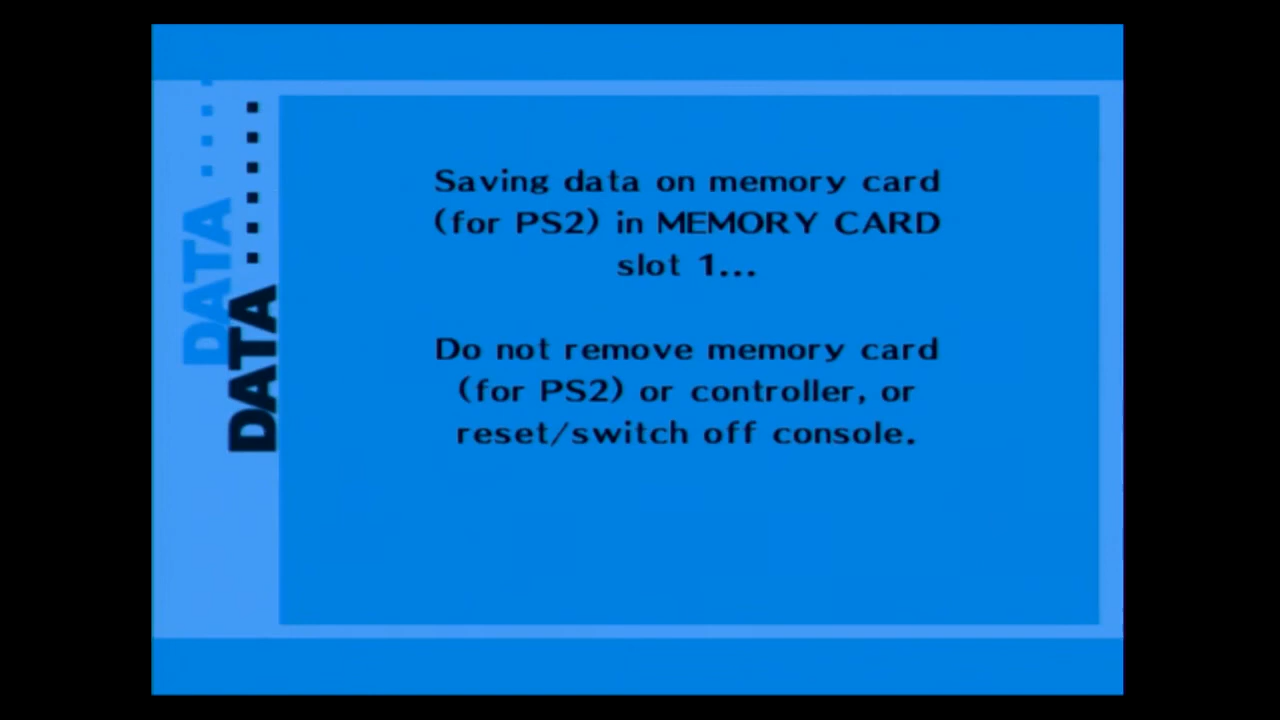 DATA ......
DATA ....
Saving data on memory card
(for PS2) in MEMORY CARD
slot 1...
Do not remove memory card
(for PS2) or controller, or
reset/switch off console.